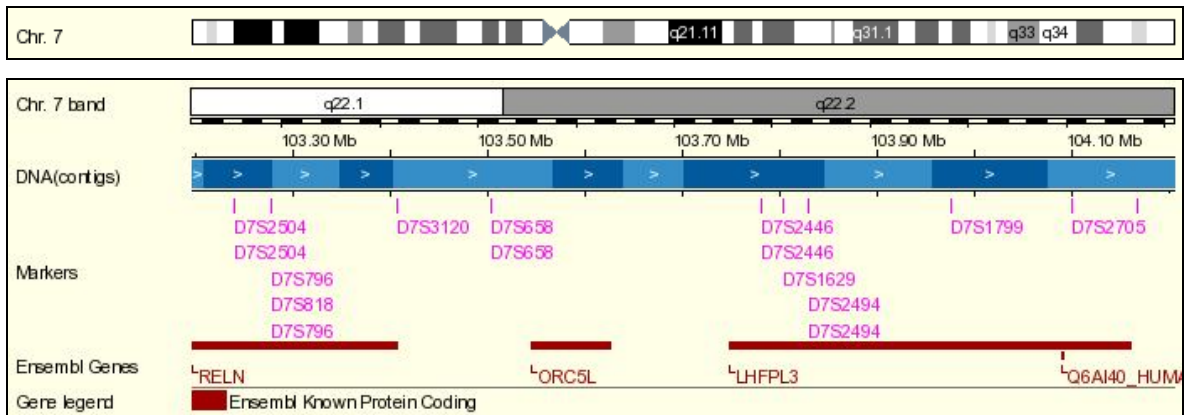 Chr. 7 q21.11 q31.1 q33 q34
Chr. 7 band q22.1 q22.2
103.30 Mb 103.50 Mb 103.70 Mb 103.90 Mb 104.10 Mb
DNA(contigs) > > > > > > > > > > >
D7S2504 D7S3120 D7S658 D7S2446 D7S1799 D7S2705
D7S2504 D7S658 D7S2446
Markers D7S796 D7S1629
D7S818 D7S2494
D7S796 D7S2494
Ensembl Genes RELN ORC5L LHFPL3 Q6AI40_HUMA
Gene legend Ensembl Known Protein Coding